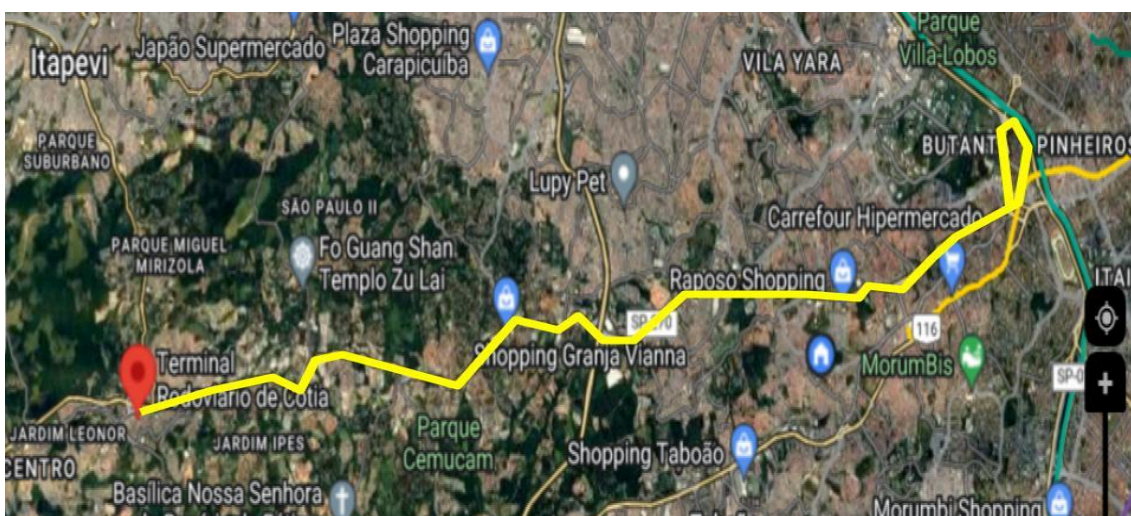 Parque
Villa-Lobos
Plaza Shopping
Carapicuíba
Japão Supermercado
Itapevi
VILA YARA
PARQUE
SUBURBANO
BUTANT
PINHEIROS
Lupy Pet
SÃO PAULO II
Carrefour Hipermercado
PARQUE MIGUEL
MIRIZOLA
Fo Guang Shan
Templo Zu Lai
Raposo Shopping
ITAI
116
Shopping Granja Vianna
MorumBis
Terminal
Rodoviário de Cotia
SP-0
JARDIM LEONOR
JARDIM IPES
Parque
Cemucam
Shopping Taboão
CENTRO
Basílica Nossa Senhora
Morumbi Shopping